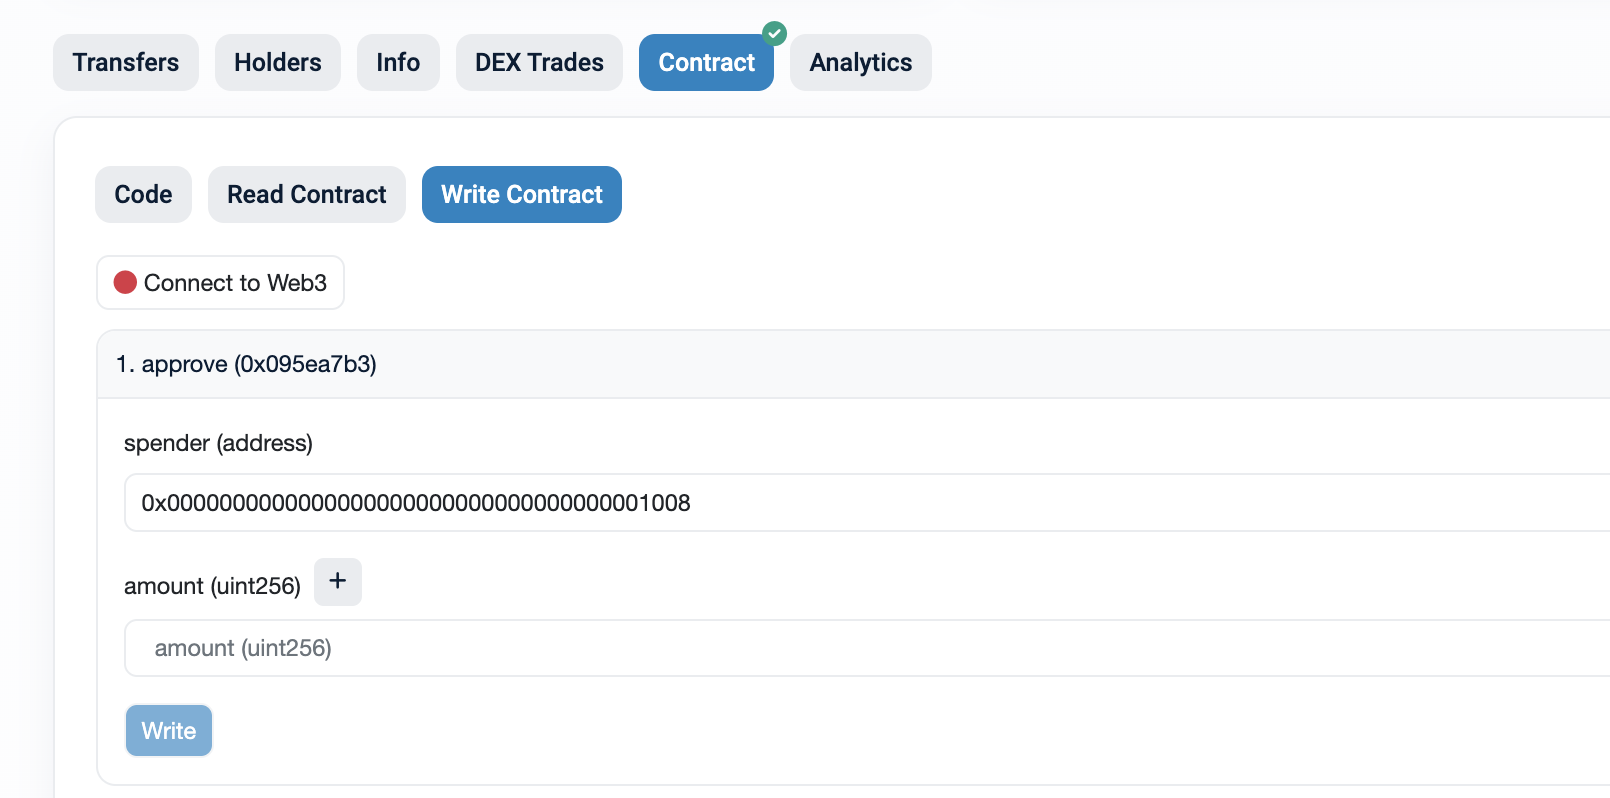 Transfers
Holders
Info
DEX Trades
Contract
Analytics
Code
Read Contract
Write Contract
Connect to Web3
1. approve (0x095ea7b3)
spender (address)
0x0000000000000000000000000000000000001008
amount (uint256) +
amount (uint256)
Write